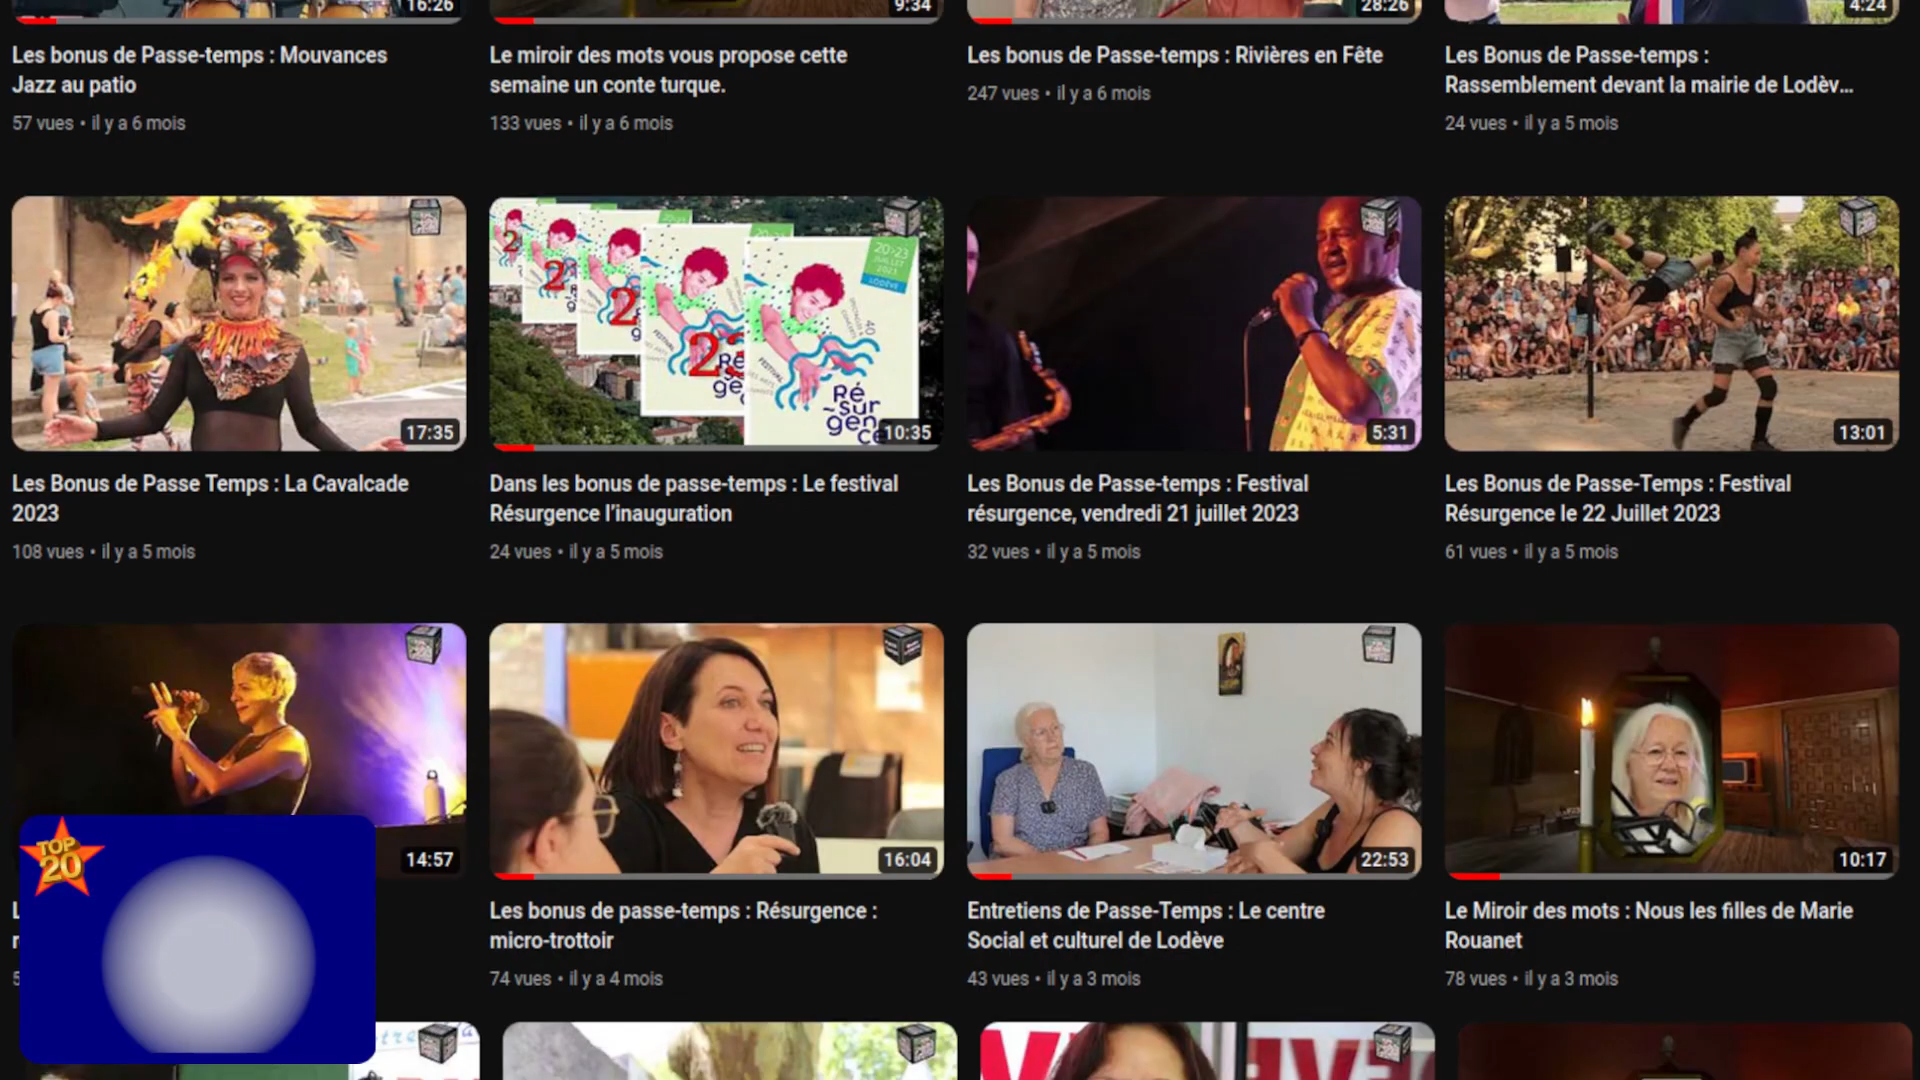 16:26
9:34
28:26
4:24
Les bonus de Passe-temps : Mouvances
Jazz au patio
57 vues • il y a 6 mois
Le miroir des mots vous propose cette
semaine un conte turque.
133 vues • il y a 6 mois
Les bonus de Passe-temps : Rivières en Fête
247 vues • il y a 6 mois
Les Bonus de Passe-temps :
Rassemblement devant la mairie de Lodèv...
24 vues • il y a 5 mois
17:35
20>23
JUILLET
2023
LODÈVE
FESTIVAL
Ré
~sur
gence
10:35
5:31
13:01
Les Bonus de Passe Temps : La Cavalcade
2023
108 vues • il y a 5 mois
Dans les bonus de passe-temps : Le festival
Résurgence l'inauguration
24 vues • il y a 5 mois
Les Bonus de Passe-temps : Festival
résurgence, vendredi 21 juillet 2023
32 vues • il y a 5 mois
Les Bonus de Passe-Temps : Festival
Résurgence le 22 Juillet 2023
61 vues • il y a 5 mois
14:57
16:04
22:53
10:17
TOP
20
Les bonus de passe-temps : Résurgence :
micro-trottoir
74 vues • il y a 4 mois
Entretiens de Passe-Temps : Le centre
Social et culturel de Lodève
43 vues • il y a 3 mois
Le Miroir des mots : Nous les filles de Marie
Rouanet
78 vues • il y a 3 mois